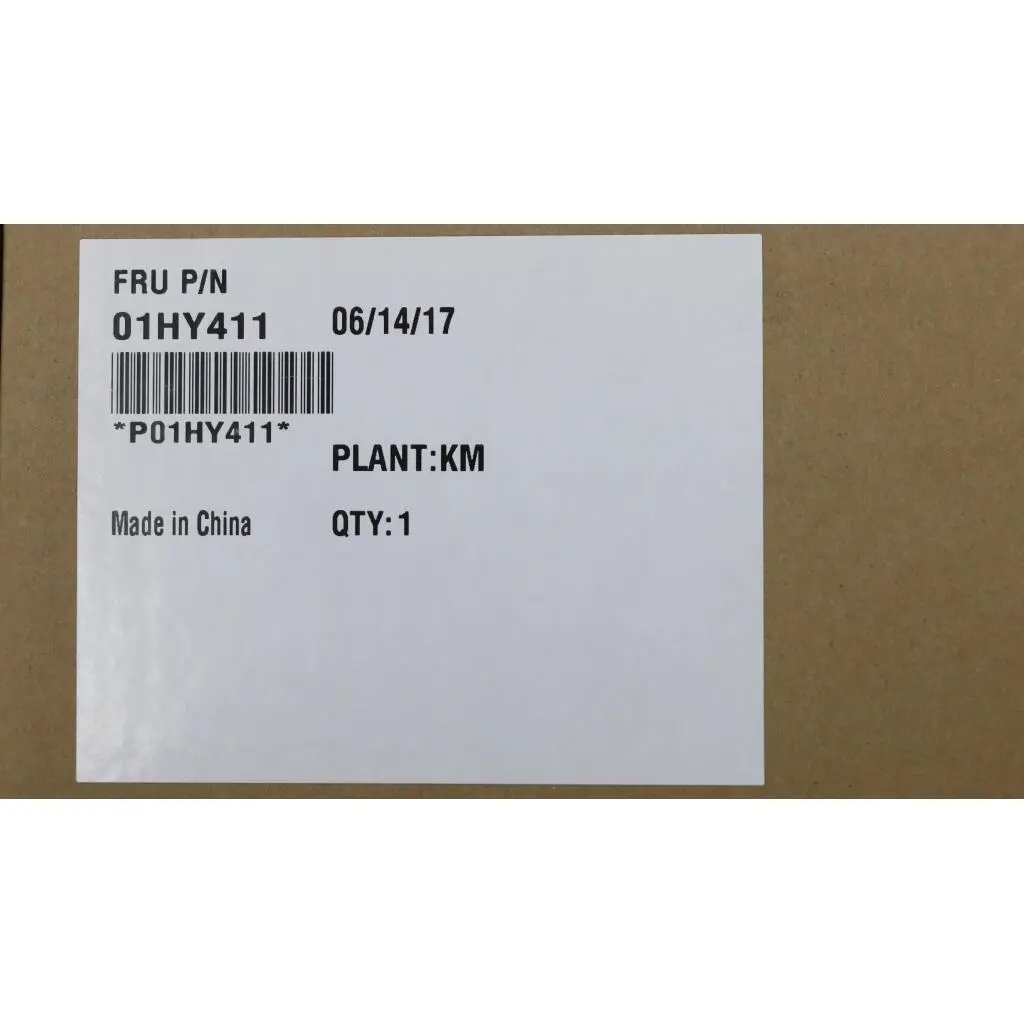 FRU P/N
01HY411 06/14/17
*P01HY411*
PLANT:KM
Made in China QTY: 1